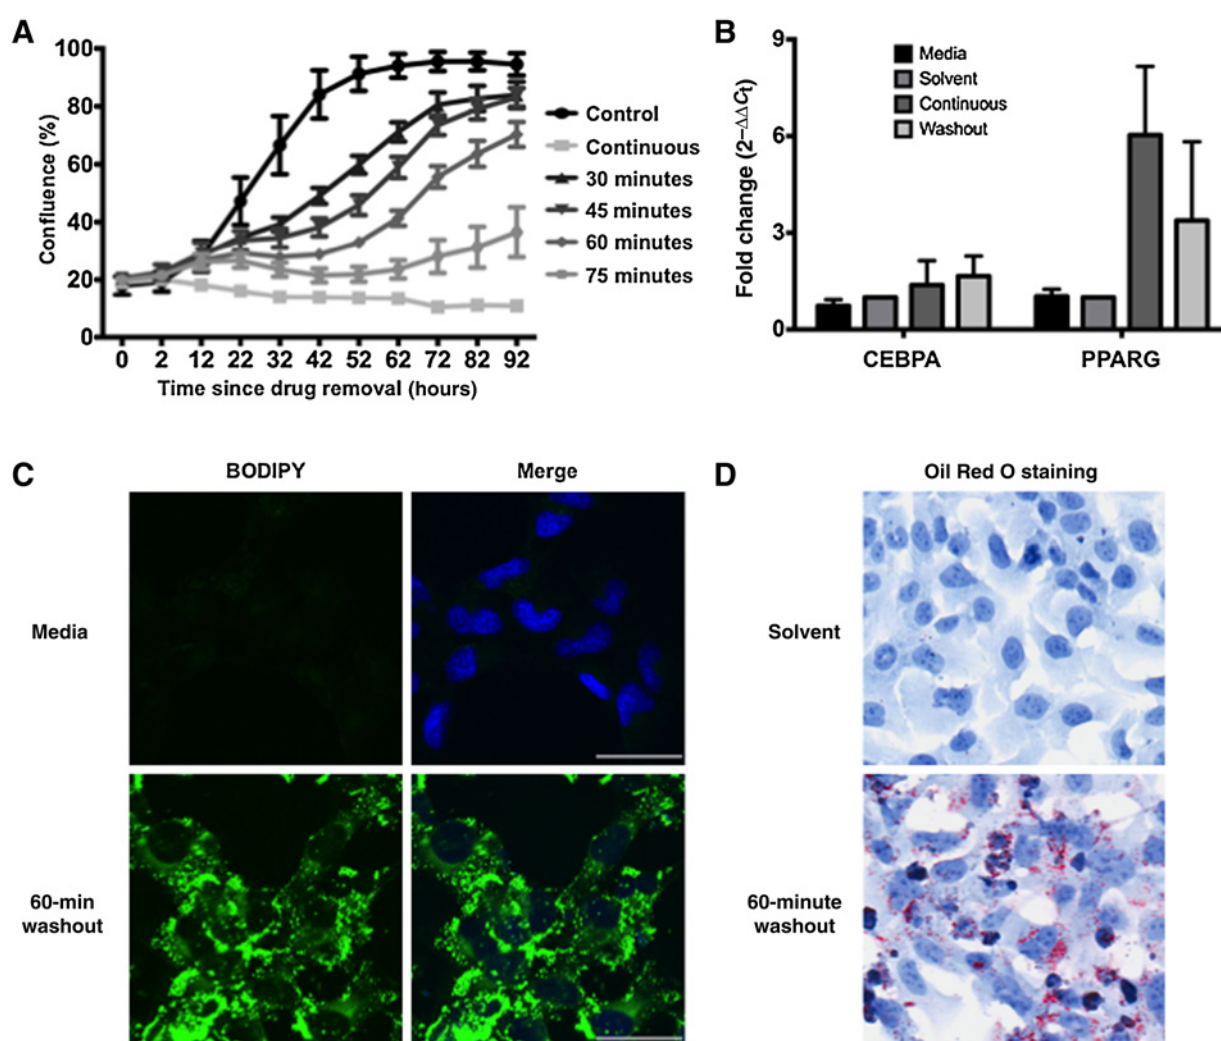 A
Confluence (%)
100
80
60
40
20
0
0 2 12 22 32 42 52 62 72 82 92
Time since drug removal (hours)
Control
Continuous
30 minutes
45 minutes
60 minutes
75 minutes
B
Fold change (2−ΔΔCt)
9
6
3
0
Media
Solvent
Continuous
Washout
CEBPA PPARG
C
BODIPY Merge
Media
60-min
washout
D
Oil Red O staining
Solvent
60-minute
washout